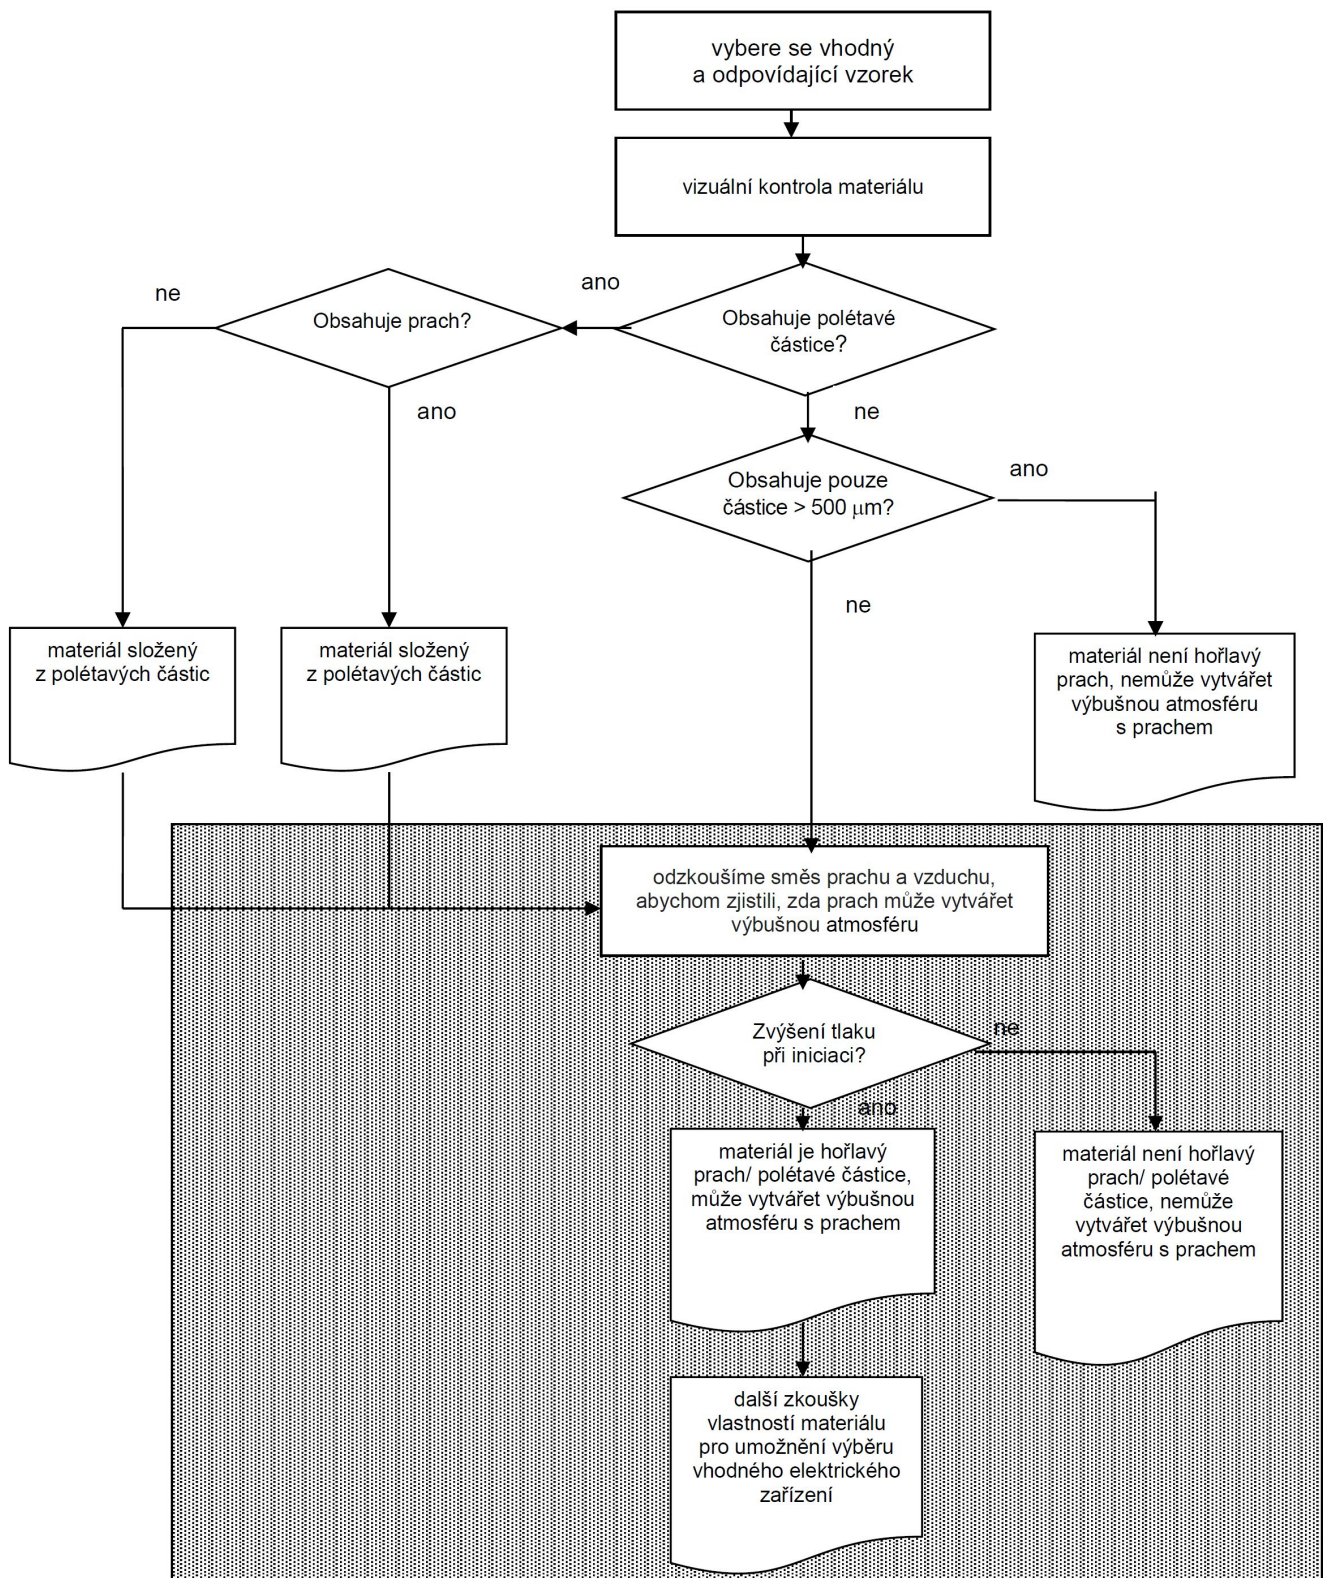 vybere se vhodný
a odpovídající vzorek
vizuální kontrola materiálu
ne
ano
Obsahuje prach?
Obsahuje polétavé
částice?
ano
ne
Obsahuje pouze
částice > 500 μm?
ano
ne
materiál složený
z polétavých částic
materiál složený
z polétavých částic
materiál není hořlavý
prach, nemůže vytvářet
výbušnou atmosféru
s prachem
odzkoušíme směs prachu a vzduchu,
abychom zjistili, zda prach může vytvářet
výbušnou atmosféru
Zvýšení tlaku
při iniciaci?
ne
ano
materiál je hořlavý
prach/ polétavé částice,
může vytvářet výbušnou
atmosféru s prachem
materiál není hořlavý
prach/ polétavé
částice, nemůže
vytvářet výbušnou
atmosféru s prachem
další zkoušky
vlastností materiálu
pro umožnění výběru
vhodného elektrického
zařízení